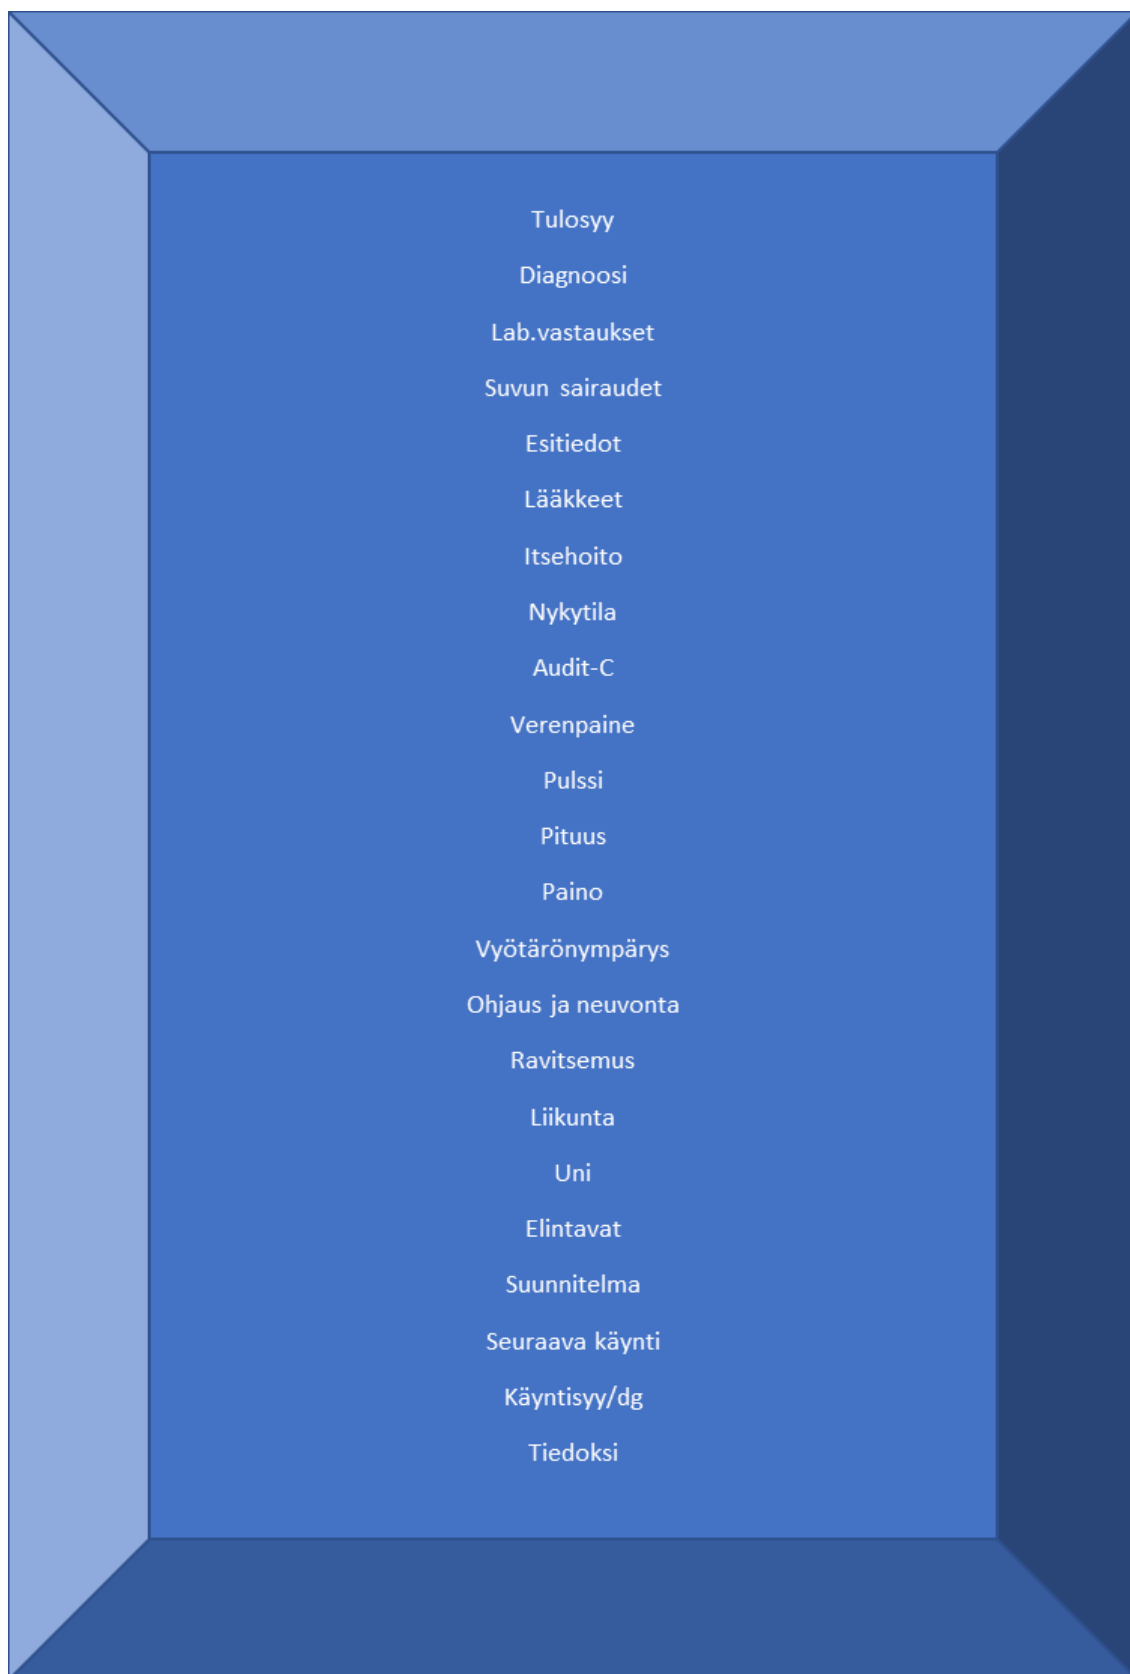 Tulosyy
Diagnoosi
Lab.vastaukset
Suvun sairaudet
Esitiedot
Lääkkeet
Itsehoito
Nykytila
Audit-C
Verenpaine
Pulssi
Pituus
Paino
Vyötärönympärys
Ohjaus ja neuvonta
Ravitsemus
Liikunta
Uni
Elintavat
Suunnitelma
Seuraava käynti
Käyntisyy/dg
Tiedoksi